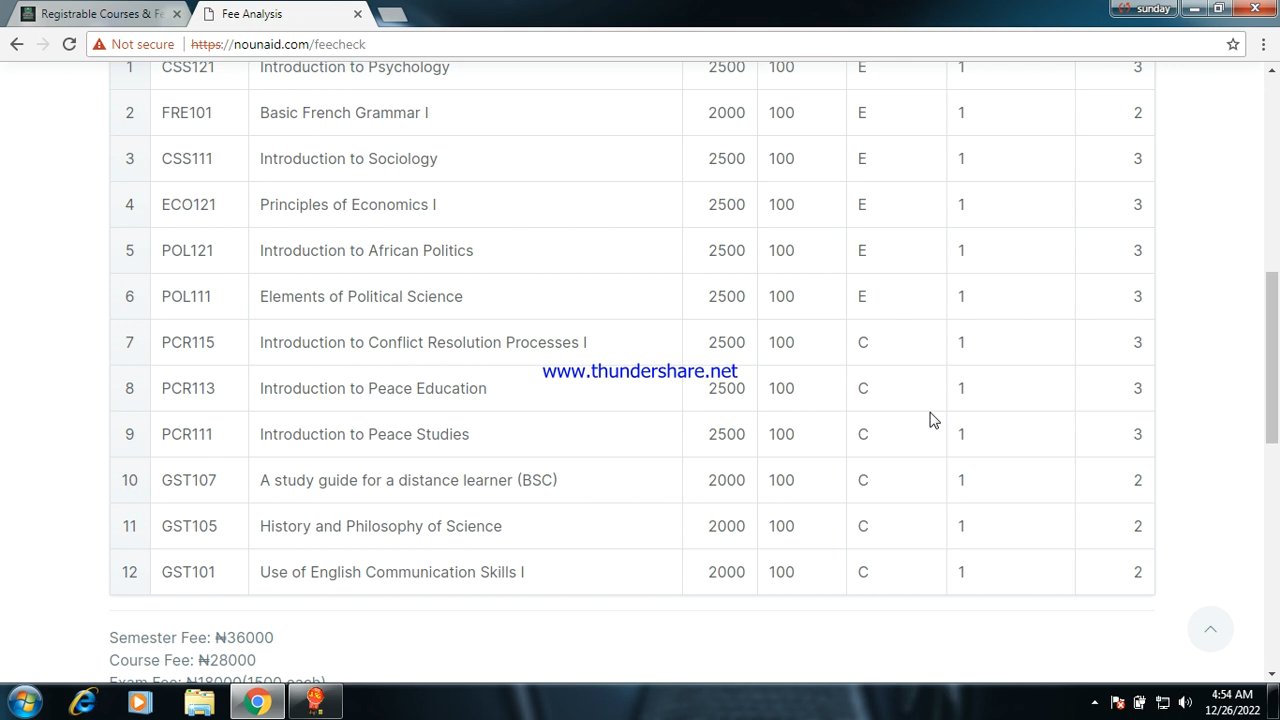 Registrable Courses & Fe
Fee Analysis
sunday
Not secure https://nounaid.com/feecheck
1 CSS121 Introduction to Psychology 2500 100 E 1 3
2 FRE101 Basic French Grammar I 2000 100 E 1 2
3 CSS111 Introduction to Sociology 2500 100 E 1 3
4 ECO121 Principles of Economics I 2500 100 E 1 3
5 POL121 Introduction to African Politics 2500 100 E 1 3
6 POL111 Elements of Political Science 2500 100 E 1 3
7 PCR115 Introduction to Conflict Resolution Processes I 2500 100 C 1 3
www.thundershare.net
8 PCR113 Introduction to Peace Education 2500 100 C 1 3
9 PCR111 Introduction to Peace Studies 2500 100 C 1 3
10 GST107 A study guide for a distance learner (BSC) 2000 100 C 1 2
11 GST105 History and Philosophy of Science 2000 100 C 1 2
12 GST101 Use of English Communication Skills I 2000 100 C 1 2
Semester Fee: ₦36000
Course Fee: ₦28000
Exam Fee: ₦18000(1500 each)
4:54 AM
12/26/2022